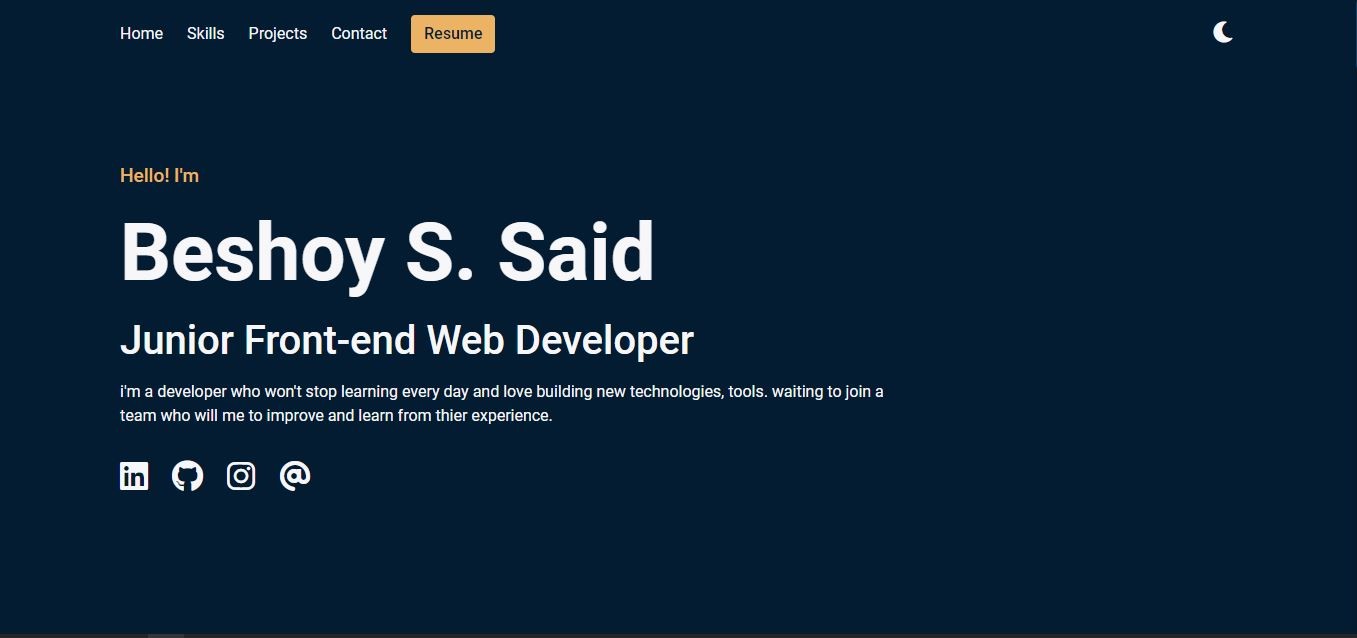 Home Skills Projects Contact Resume
Hello! I'm
Beshoy S. Said
Junior Front-end Web Developer
i'm a developer who won't stop learning every day and love building new technologies, tools. waiting to join a
team who will me to improve and learn from thier experience.